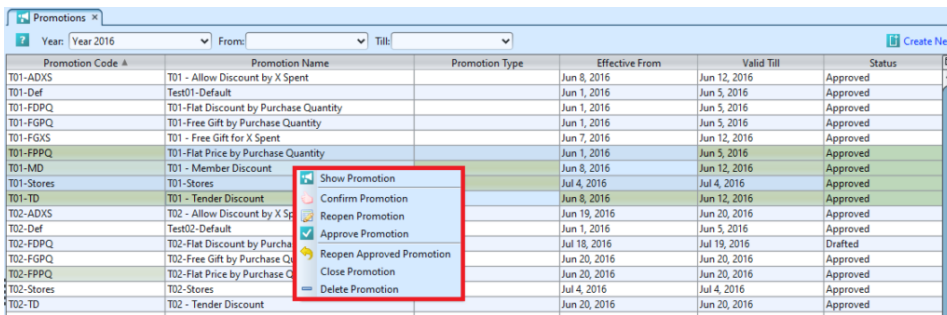 Promotions ×
? Year: Year 2016 From: Till: Create Ne
Promotion Code Promotion Name Promotion Type Effective From Valid Till Status
T01-ADXS T01 - Allow Discount by X Spent Jun 8, 2016 Jun 12, 2016 Approved
T01-Def Test01-Default Jun 1, 2016 Jun 5, 2016 Approved
T01-FDPQ T01-Flat Discount by Purchase Quantity Jun 1, 2016 Jun 5, 2016 Approved
T01-FGPQ T01-Free Gift by Purchase Quantity Jun 1, 2016 Jun 5, 2016 Approved
T01-FGXS T01 - Free Gift for X Spent Jun 7, 2016 Jun 12, 2016 Approved
T01-FPPQ T01-Flat Price by Purchase Quantity Jun 1, 2016 Jun 5, 2016 Approved
T01-MD T01 - Member Discount Jun 8, 2016 Jun 12, 2016 Approved
T01-Stores T01-Stores Jul 4, 2016 Jul 4, 2016 Approved
T01-TD T01 - Tender Discount Jun 8, 2016 Jun 12, 2016 Approved
T02-ADXS T02 - Allow Discount by X Sp Jun 19, 2016 Jun 20, 2016 Approved
T02-Def Test02-Default Jun 1, 2016 Jun 5, 2016 Approved
T02-FDPQ T02-Flat Discount by Purcha Jul 18, 2016 Jul 19, 2016 Drafted
T02-FGPQ T02-Free Gift by Purchase Qu Jun 20, 2016 Jun 20, 2016 Approved
T02-FPPQ T02-Flat Price by Purchase Q Jun 20, 2016 Jun 20, 2016 Approved
T02-Stores T02-Stores Jul 4, 2016 Jul 4, 2016 Approved
T02-TD T02 - Tender Discount Jun 20, 2016 Jun 20, 2016 Approved
Show Promotion
Confirm Promotion
Reopen Promotion
Approve Promotion
Reopen Approved Promotion
Close Promotion
Delete Promotion